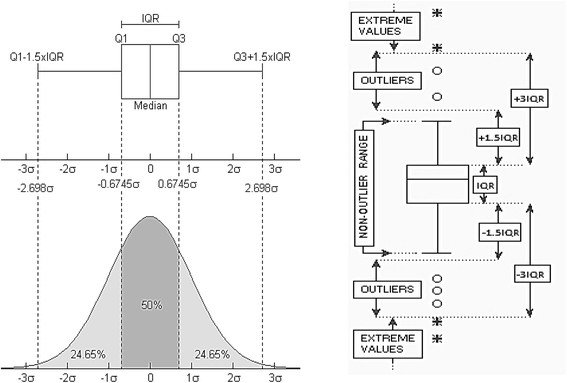 IQR
Q1 Q3
Q1-1.5xIQR Q3+1.5xIQR
Median
-3σ -2σ -1σ 0 1σ 2σ 3σ
-2.698σ -0.6745σ 0.6745σ 2.698σ
50%
24.65% 24.65%
-3σ -2σ -1σ 0 1σ 2σ 3σ
EXTREME
VALUES
OUTLIERS
+3IQR
+1.5IQR
NON-OUTLIER RANGE
IQR
-1.5IQR
-3IQR
OUTLIERS
EXTREME
VALUES